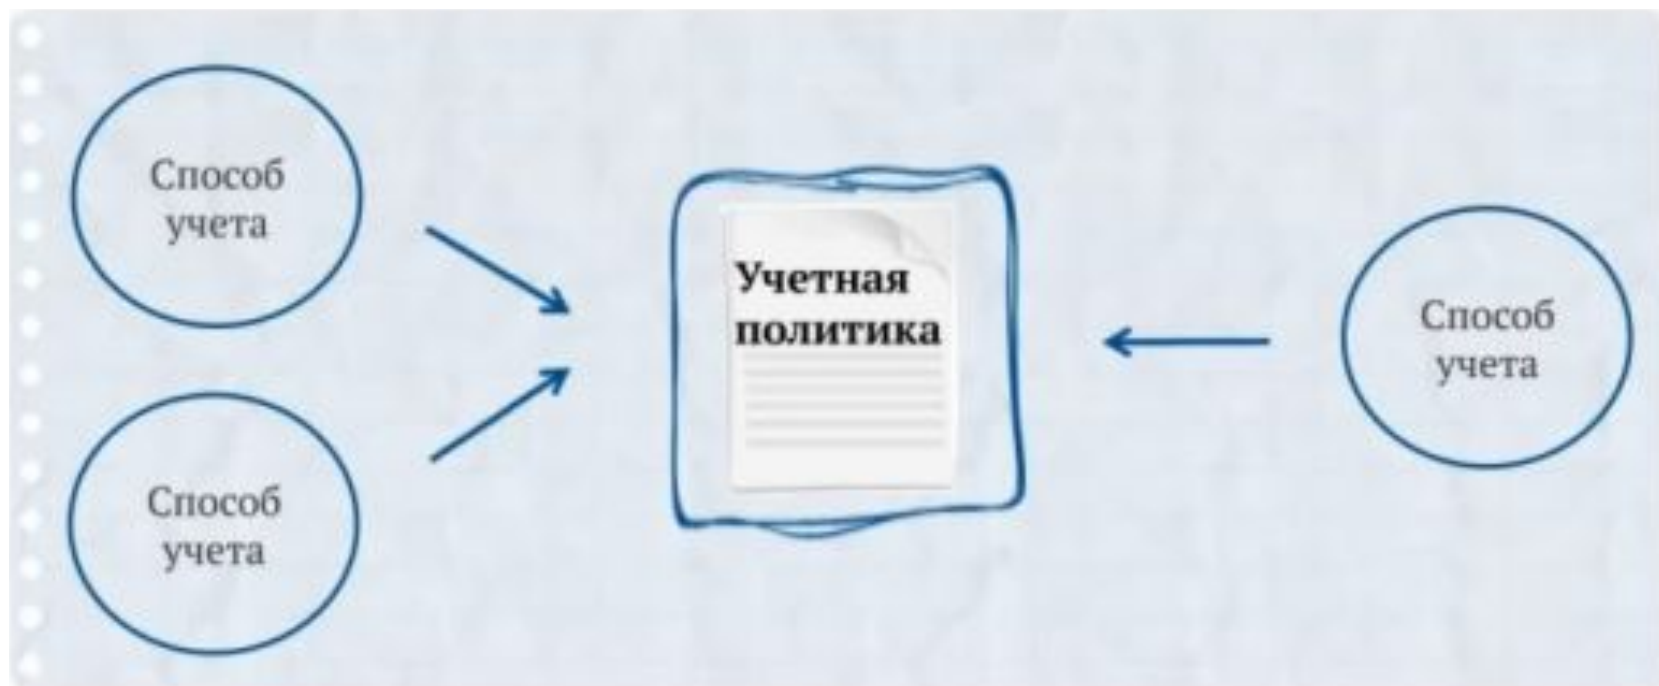 Способ
учета
Учетная
политика
Способ
учета
Способ
учета